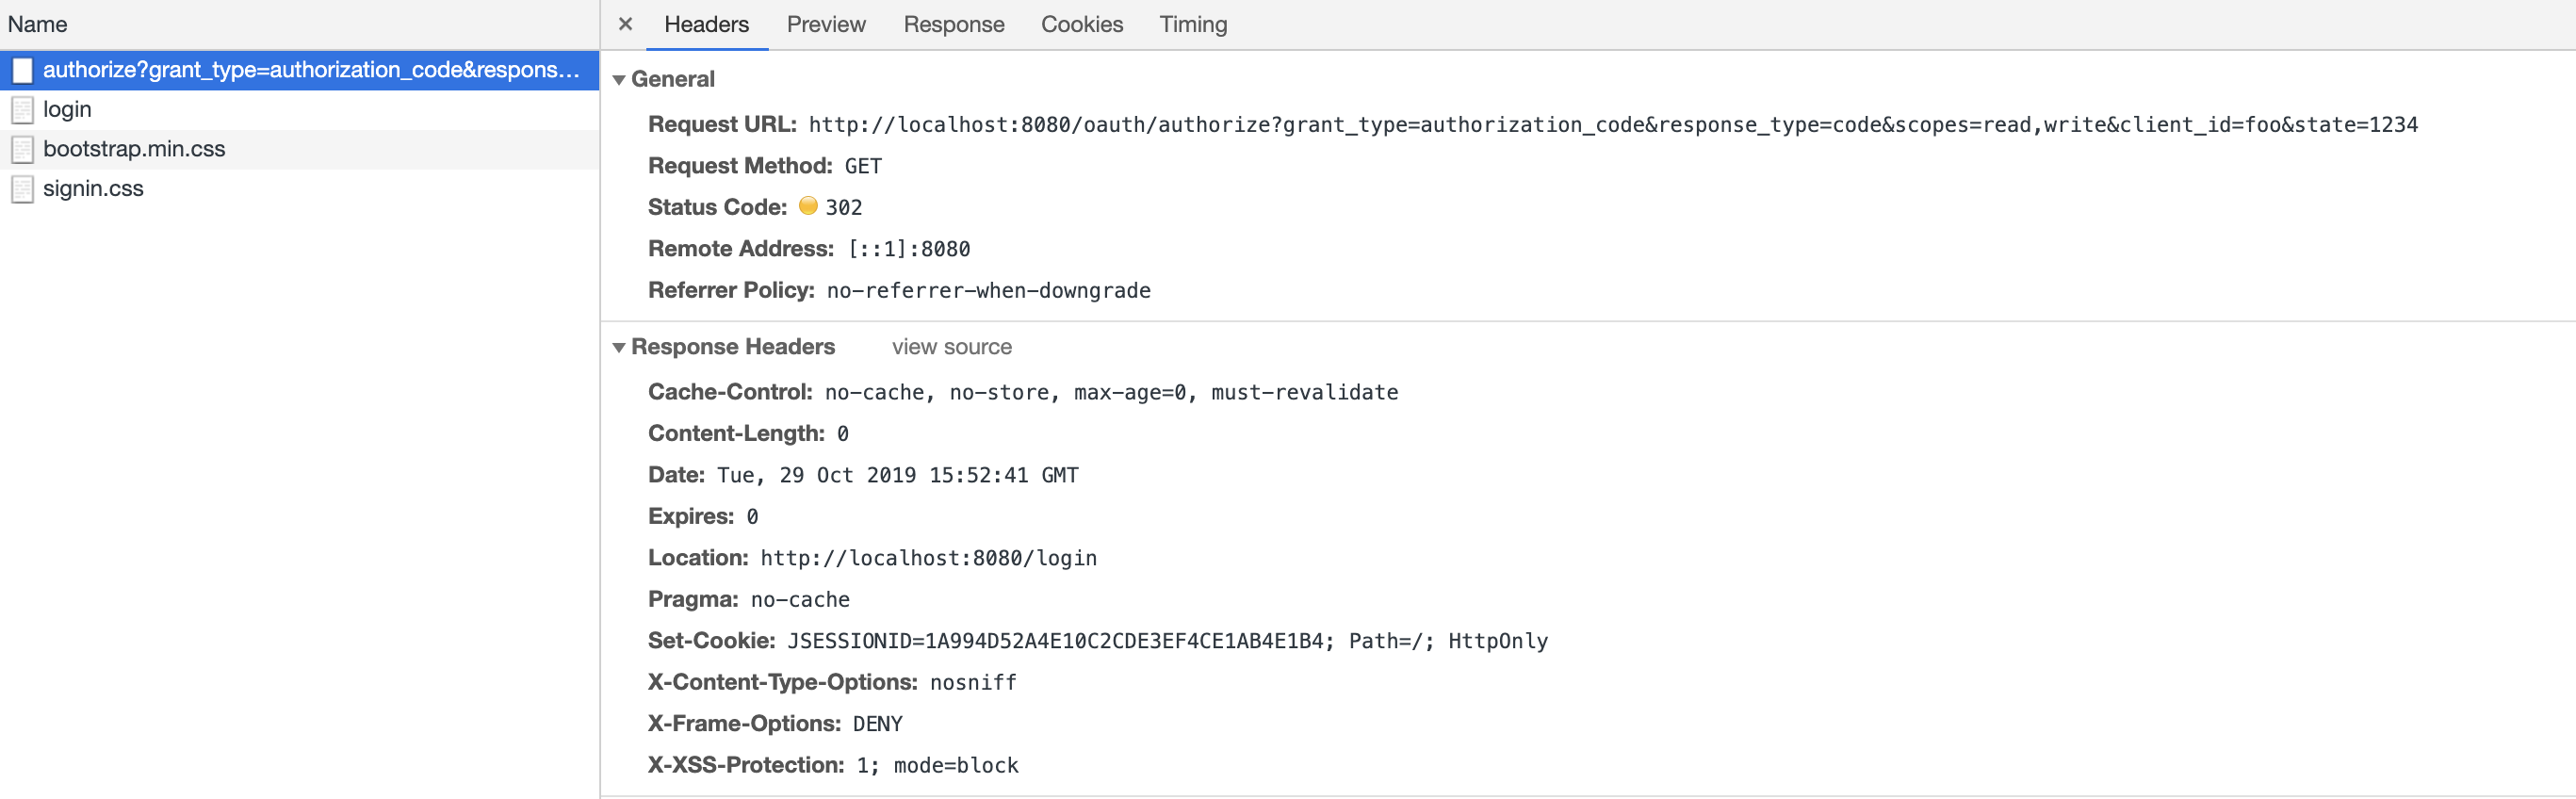 Name
authorize?grant_type=authorization_code&respons…
login
bootstrap.min.css
signin.css
× Headers Preview Response Cookies Timing
▼ General
Request URL: http://localhost:8080/oauth/authorize?grant_type=authorization_code&response_type=code&scopes=read,write&client_id=foo&state=1234
Request Method: GET
Status Code: 302
Remote Address: [::1]:8080
Referrer Policy: no-referrer-when-downgrade
▼ Response Headers view source
Cache-Control: no-cache, no-store, max-age=0, must-revalidate
Content-Length: 0
Date: Tue, 29 Oct 2019 15:52:41 GMT
Expires: 0
Location: http://localhost:8080/login
Pragma: no-cache
Set-Cookie: JSESSIONID=1A994D52A4E10C2CDE3EF4CE1AB4E1B4; Path=/; HttpOnly
X-Content-Type-Options: nosniff
X-Frame-Options: DENY
X-XSS-Protection: 1; mode=block